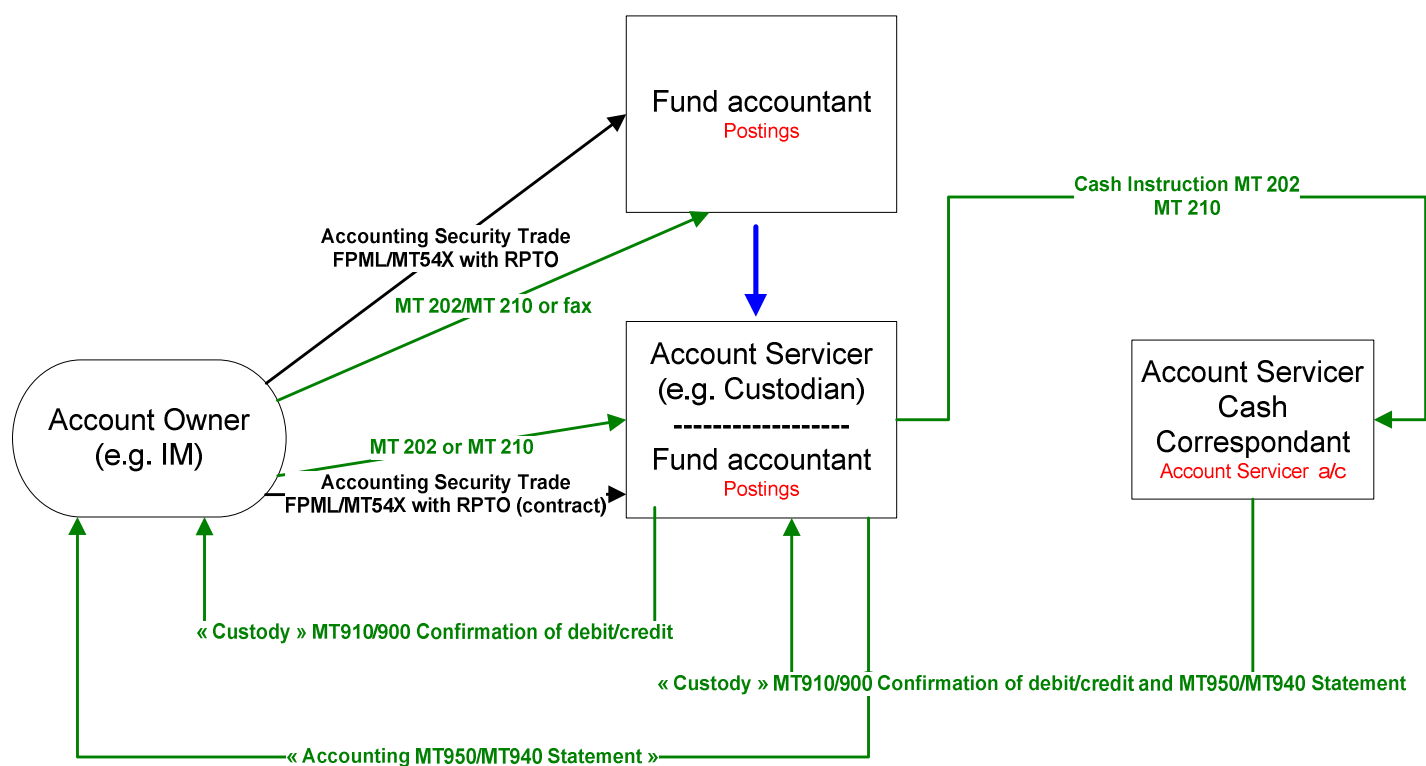 Fund accountant
Postings
Cash Instruction MT 202
MT 210
Accounting Security Trade
FPML/MT54X with RPTO
MT 202/MT 210 or fax
Account Servicer
(e.g. Custodian)
------------------
Fund accountant
Postings
Account Servicer
Cash
Correspondant
Account Servicer a/c
Account Owner
(e.g. IM)
MT 202 or MT 210
Accounting Security Trade
FPML/MT54X with RPTO (contract)
« Custody » MT910/900 Confirmation of debit/credit
« Custody » MT910/900 Confirmation of debit/credit and MT950/MT940 Statement
« Accounting MT950/MT940 Statement »